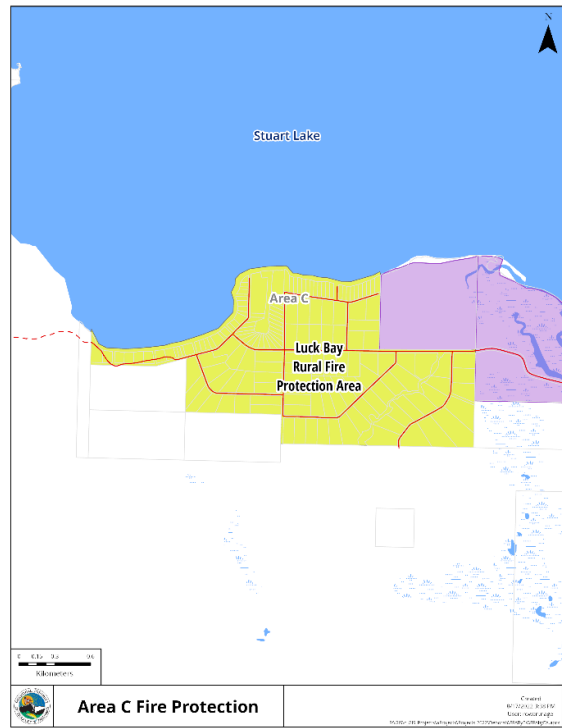 N
Stuart Lake
Area C
Luck Bay
Rural Fire
Protection Area
Kilometers
Area C Fire Protection
Created